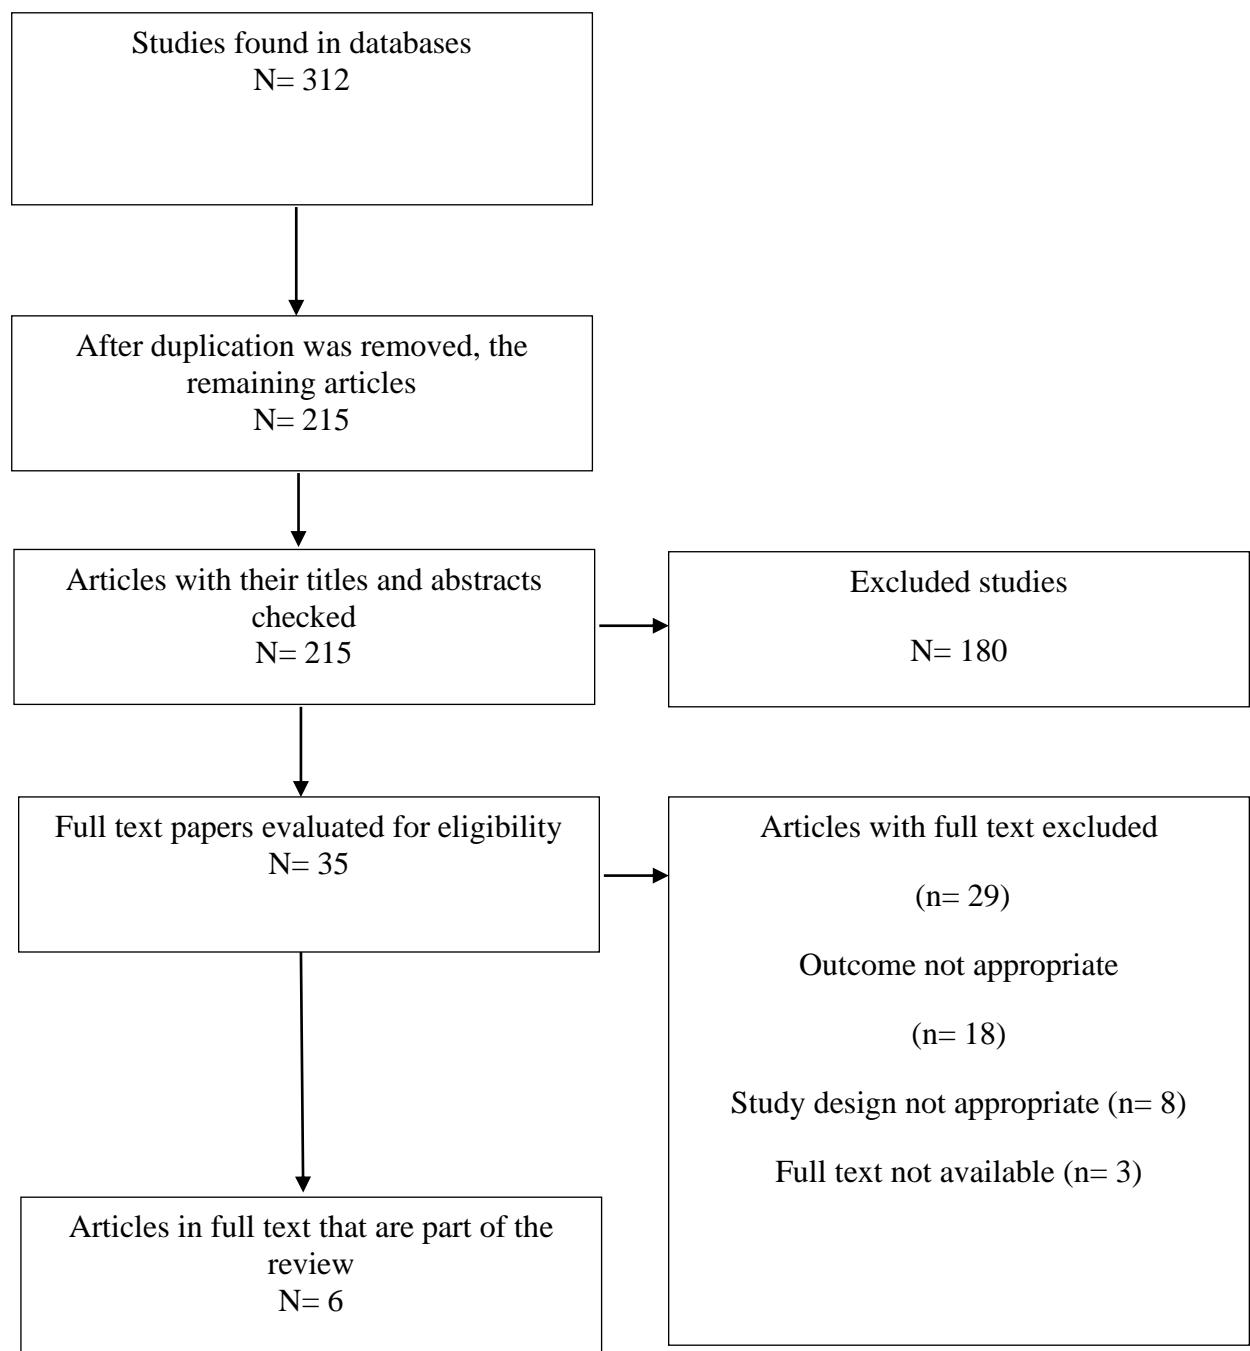 Studies found in databases
N= 312
After duplication was removed, the
remaining articles
N= 215
Articles with their titles and abstracts
checked
N= 215
Excluded studies
N= 180
Full text papers evaluated for eligibility
N= 35
Articles with full text excluded
(n= 29)
Outcome not appropriate
(n= 18)
Study design not appropriate (n= 8)
Full text not available (n= 3)
Articles in full text that are part of the
review
N= 6